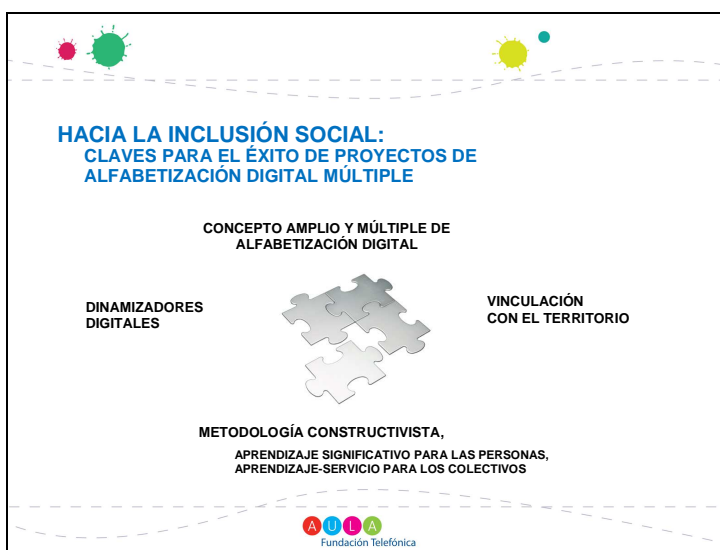 HACIA LA INCLUSIÓN SOCIAL:
CLAVES PARA EL ÉXITO DE PROYECTOS DE
ALFABETIZACIÓN DIGITAL MÚLTIPLE
CONCEPTO AMPLIO Y MÚLTIPLE DE
ALFABETIZACIÓN DIGITAL
DINAMIZADORES
DIGITALES
VINCULACIÓN
CON EL TERRITORIO
METODOLOGÍA CONSTRUCTIVISTA,
APRENDIZAJE SIGNIFICATIVO PARA LAS PERSONAS,
APRENDIZAJE-SERVICIO PARA LOS COLECTIVOS
AULA
Fundación Telefónica